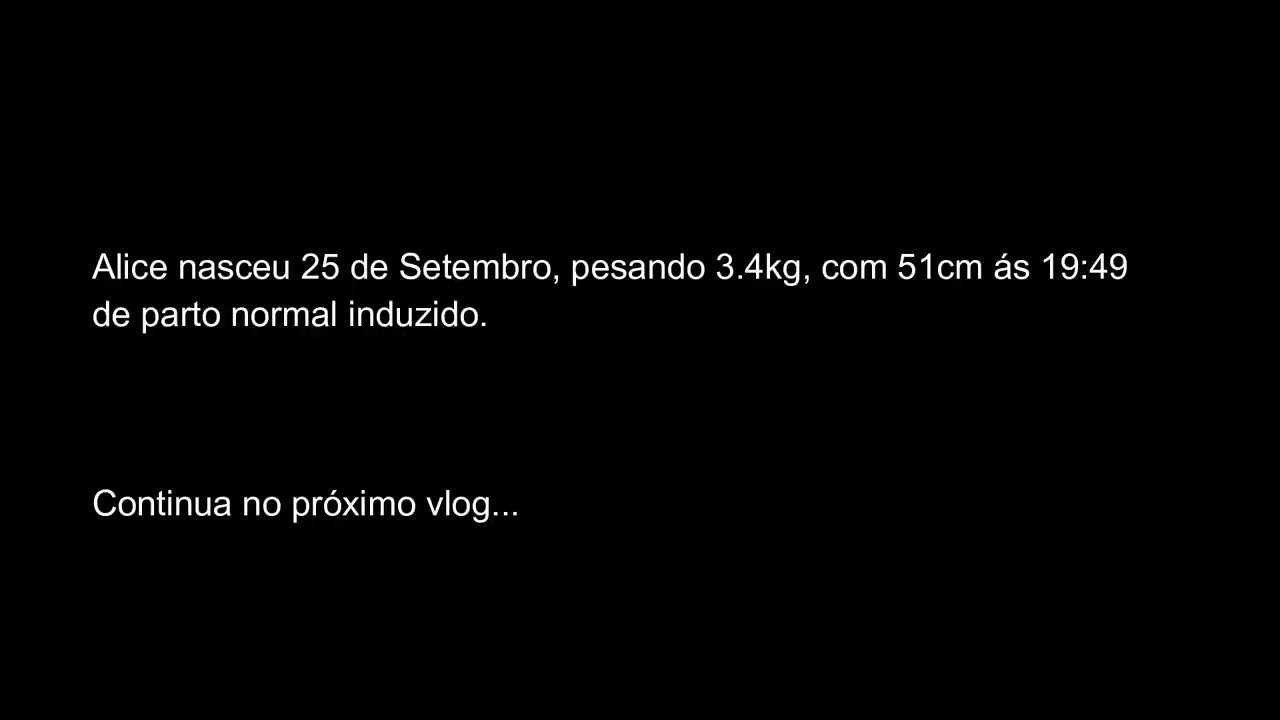 Alice nasceu 25 de Setembro, pesando 3.4kg, com 51cm ás 19:49
de parto normal induzido.
Continua no próximo vlog...